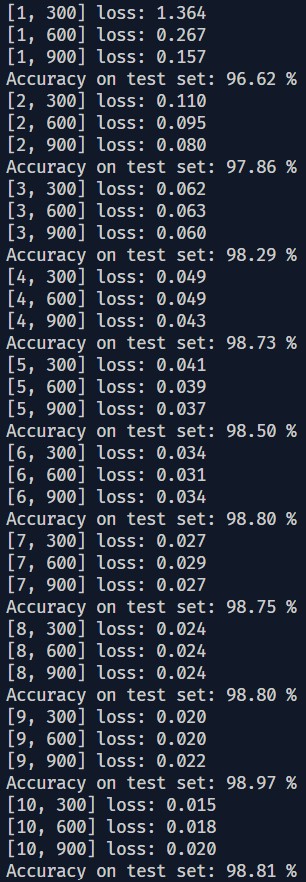 [1, 300] loss: 1.364
[1, 600] loss: 0.267
[1, 900] loss: 0.157
Accuracy on test set: 96.62 %
[2, 300] loss: 0.110
[2, 600] loss: 0.095
[2, 900] loss: 0.080
Accuracy on test set: 97.86 %
[3, 300] loss: 0.062
[3, 600] loss: 0.063
[3, 900] loss: 0.060
Accuracy on test set: 98.29 %
[4, 300] loss: 0.049
[4, 600] loss: 0.049
[4, 900] loss: 0.043
Accuracy on test set: 98.73 %
[5, 300] loss: 0.041
[5, 600] loss: 0.039
[5, 900] loss: 0.037
Accuracy on test set: 98.50 %
[6, 300] loss: 0.034
[6, 600] loss: 0.031
[6, 900] loss: 0.034
Accuracy on test set: 98.80 %
[7, 300] loss: 0.027
[7, 600] loss: 0.029
[7, 900] loss: 0.027
Accuracy on test set: 98.75 %
[8, 300] loss: 0.024
[8, 600] loss: 0.024
[8, 900] loss: 0.024
Accuracy on test set: 98.80 %
[9, 300] loss: 0.020
[9, 600] loss: 0.020
[9, 900] loss: 0.022
Accuracy on test set: 98.97 %
[10, 300] loss: 0.015
[10, 600] loss: 0.018
[10, 900] loss: 0.020
Accuracy on test set: 98.81 %